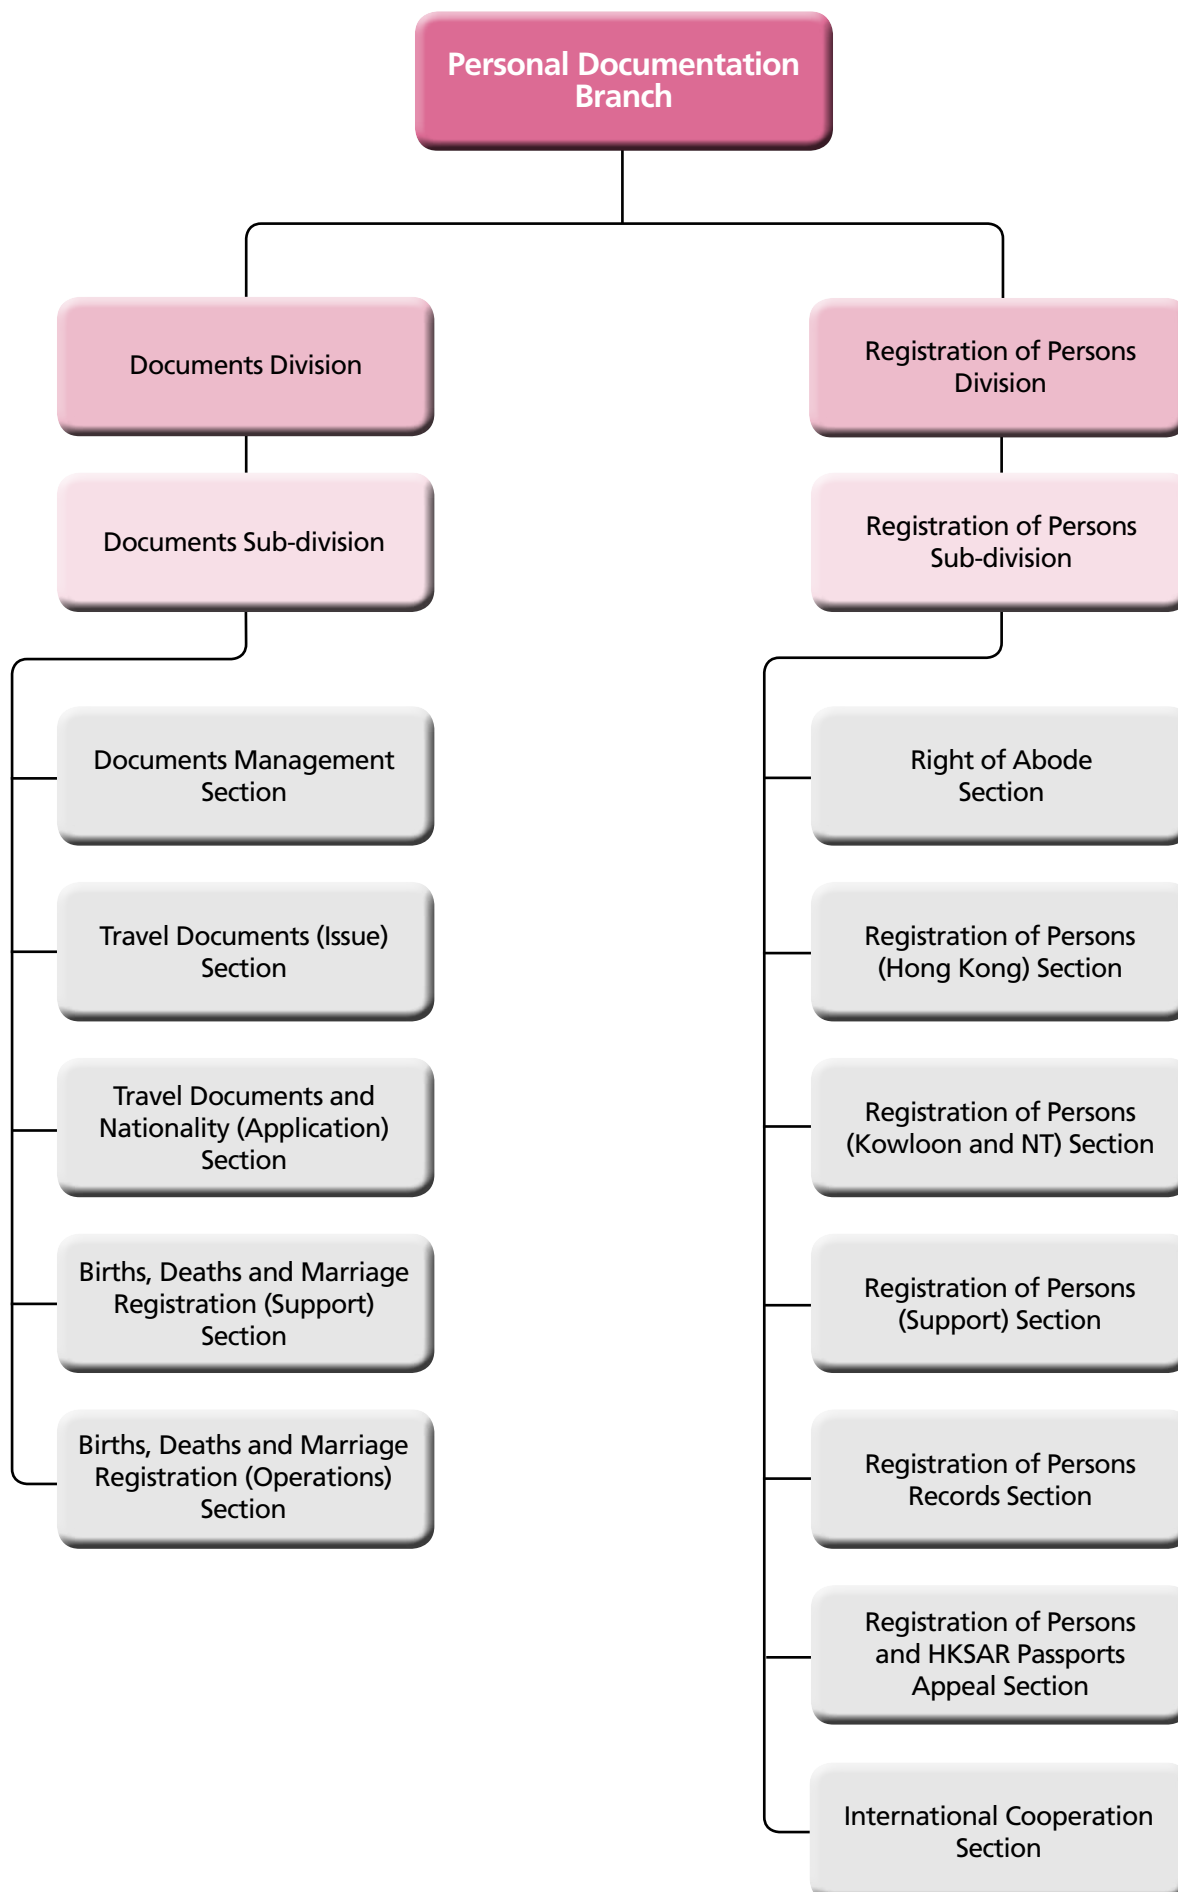 Personal Documentation
Branch
Documents Division
Registration of Persons
Division
Documents Sub-division
Registration of Persons
Sub-division
Documents Management
Section
Travel Documents (Issue)
Section
Travel Documents and
Nationality (Application)
Section
Births, Deaths and Marriage
Registration (Support)
Section
Births, Deaths and Marriage
Registration (Operations)
Section
Right of Abode
Section
Registration of Persons
(Hong Kong) Section
Registration of Persons
(Kowloon and NT) Section
Registration of Persons
(Support) Section
Registration of Persons
Records Section
Registration of Persons
and HKSAR Passports
Appeal Section
International Cooperation
Section